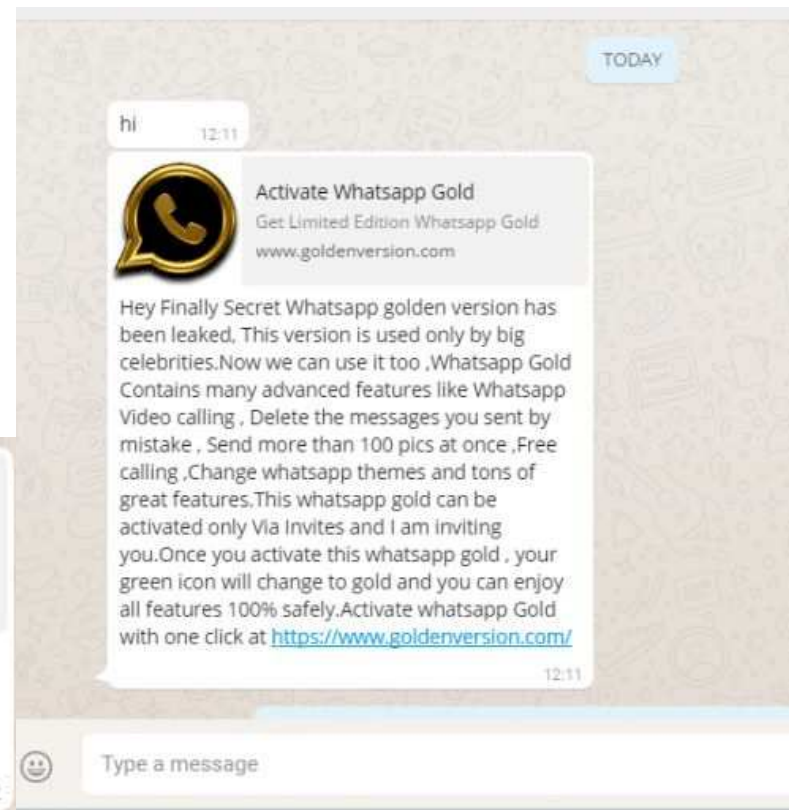 TODAY
hi
12:11
Activate Whatsapp Gold
Get Limited Edition Whatsapp Gold
www.goldenversion.com
Hey Finally Secret Whatsapp golden version has
been leaked, This version is used only by big
celebrities.Now we can use it too ,Whatsapp Gold
Contains many advanced features like Whatsapp
Video calling , Delete the messages you sent by
mistake , Send more than 100 pics at once ,Free
calling ,Change whatsapp themes and tons of
great features.This whatsapp gold can be
activated only Via Invites and I am inviting
you.Once you activate this whatsapp gold , your
green icon will change to gold and you can enjoy
all features 100% safely.Activate whatsapp Gold
with one click at https://www.goldenversion.com/
12:11
Type a message